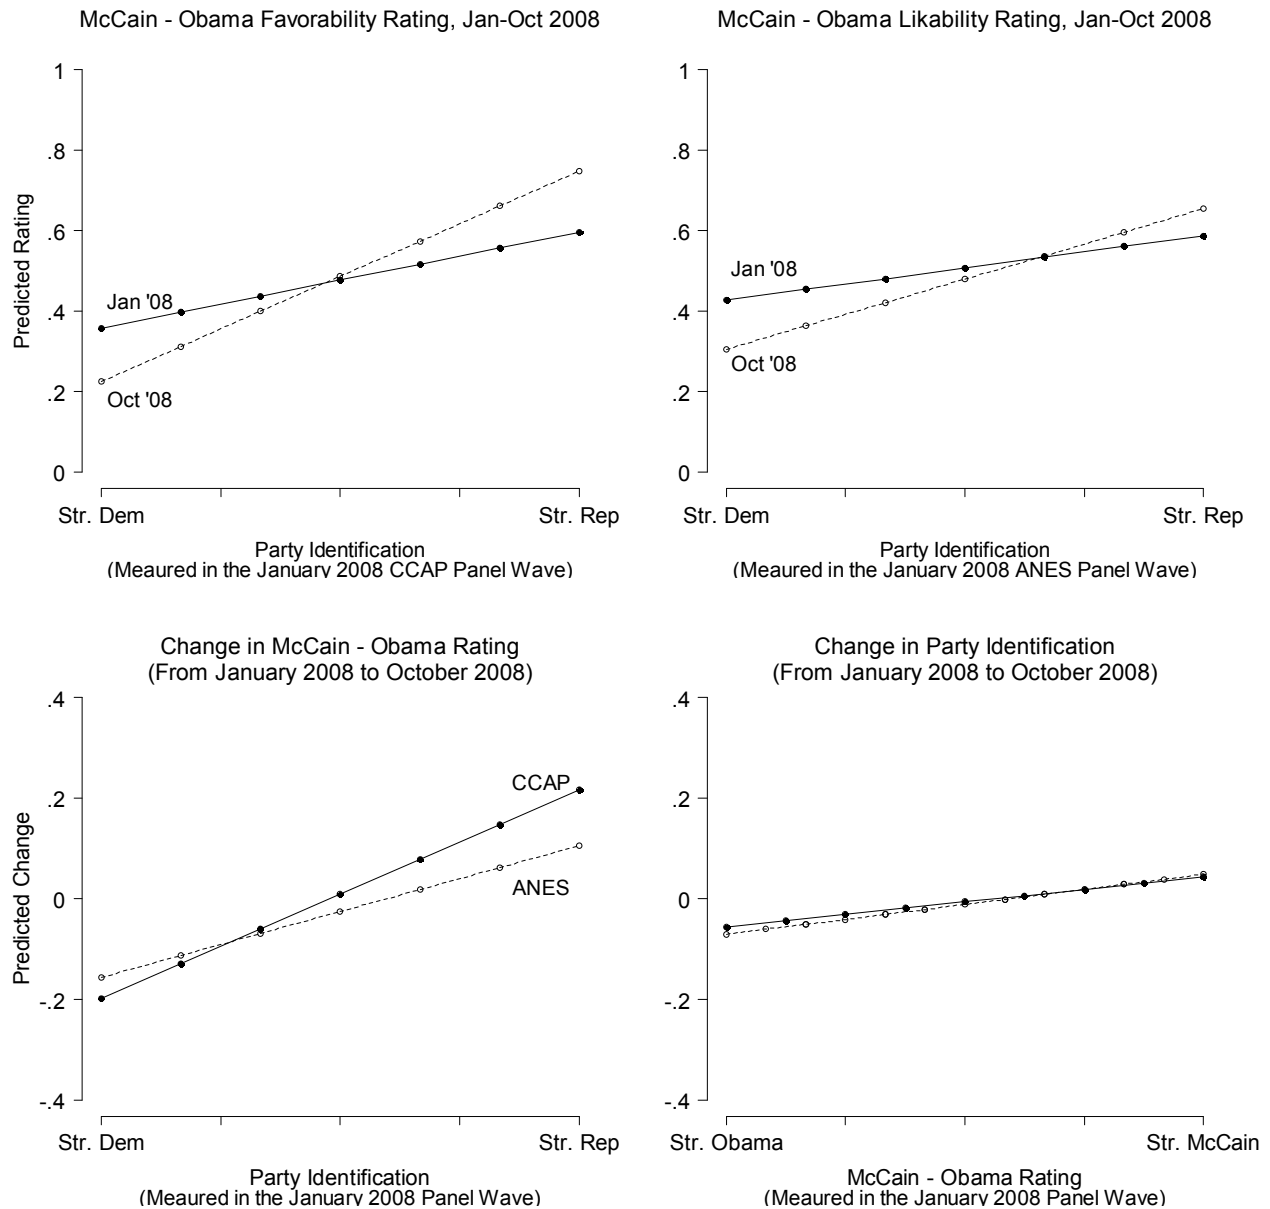 McCain - Obama Favorability Rating, Jan-Oct 2008
1
.8
.6
.4
.2
0
Predicted Rating
Jan '08
Oct '08
Str. Dem
Str. Rep
Party Identification
(Meaured in the January 2008 CCAP Panel Wave)
McCain - Obama Likability Rating, Jan-Oct 2008
1
.8
.6
.4
.2
0
Jan '08
Oct '08
Str. Dem
Str. Rep
Party Identification
(Meaured in the January 2008 ANES Panel Wave)
Change in McCain - Obama Rating
(From January 2008 to October 2008)
.4
.2
0
-.2
-.4
Predicted Change
CCAP
ANES
Str. Dem
Str. Rep
Party Identification
(Meaured in the January 2008 Panel Wave)
Change in Party Identification
(From January 2008 to October 2008)
.4
.2
0
-.2
-.4
Str. Obama
Str. McCain
McCain - Obama Rating
(Meaured in the January 2008 Panel Wave)